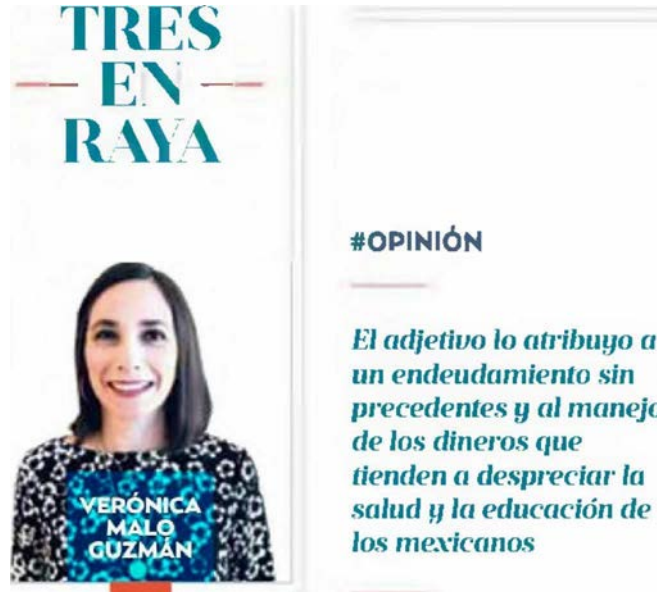 TRES
EN
RAYA
VERÓNICA
MALO
GUZMÁN
#OPINIÓN
El adjetivo lo atribuyo a
un endeudamiento sin
precedentes y al manejo
de los dineros que
tienden a despreciar la
salud y la educación de
los mexicanos